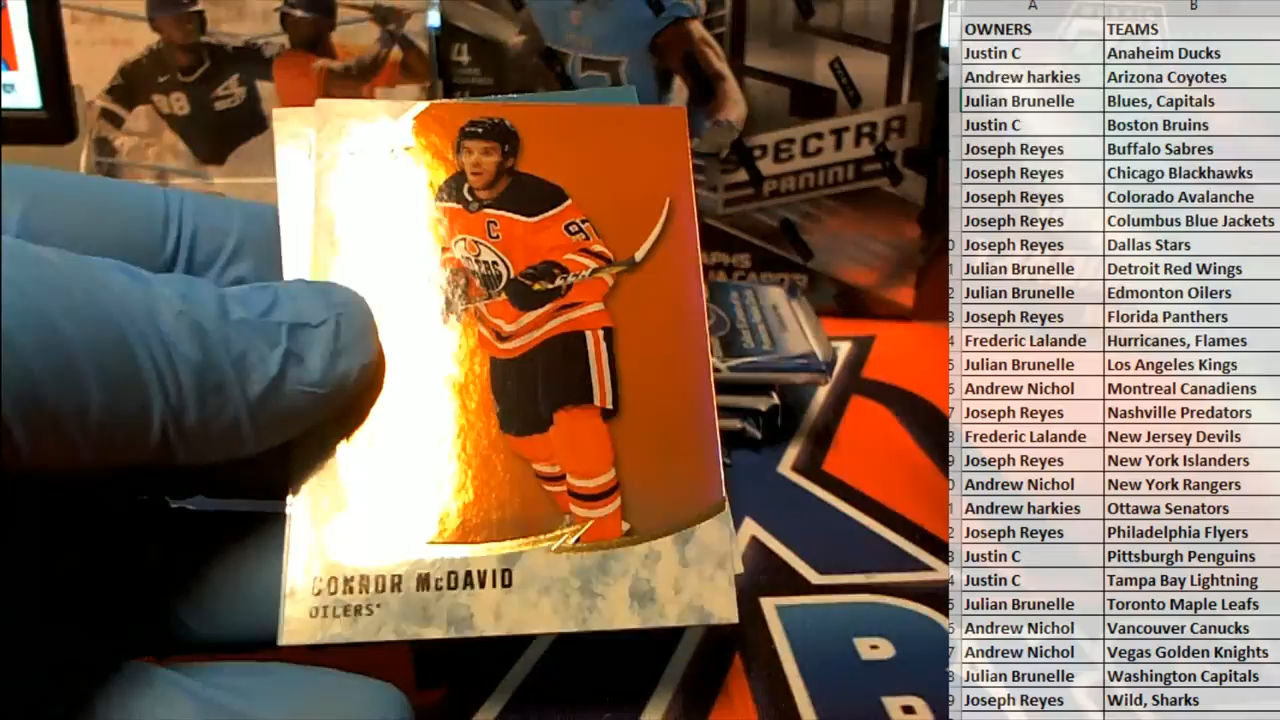 A B
OWNERS TEAMS
Justin C Anaheim Ducks
Andrew harkies Arizona Coyotes
Julian Brunelle Blues, Capitals
Justin C Boston Bruins
Joseph Reyes Buffalo Sabres
Joseph Reyes Chicago Blackhawks
Joseph Reyes Colorado Avalanche
Joseph Reyes Columbus Blue Jackets
Joseph Reyes Dallas Stars
Julian Brunelle Detroit Red Wings
Julian Brunelle Edmonton Oilers
Joseph Reyes Florida Panthers
Frederic Lalande Hurricanes, Flames
Julian Brunelle Los Angeles Kings
Andrew Nichol Montreal Canadiens
Joseph Reyes Nashville Predators
Frederic Lalande New Jersey Devils
Joseph Reyes New York Islanders
Andrew Nichol New York Rangers
Andrew harkies Ottawa Senators
Joseph Reyes Philadelphia Flyers
Justin C Pittsburgh Penguins
Justin C Tampa Bay Lightning
Julian Brunelle Toronto Maple Leafs
Andrew Nichol Vancouver Canucks
Andrew Nichol Vegas Golden Knights
Julian Brunelle Washington Capitals
Joseph Reyes Wild, Sharks
SPECTRA
PANINI
C 97
OILERS
CONNOR McDAVID
OILERS